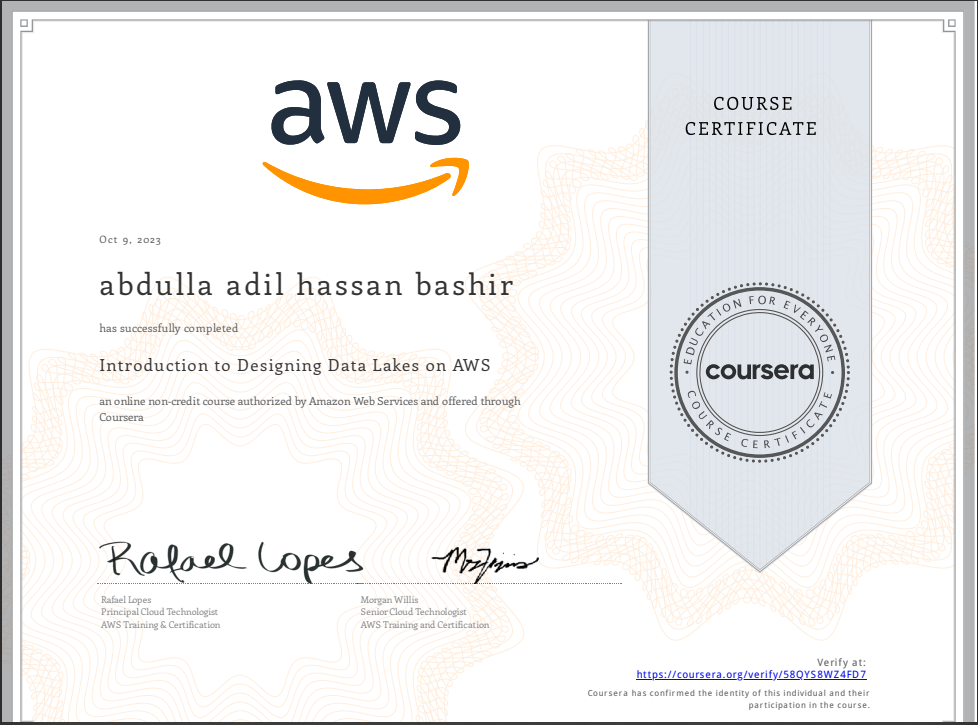 aws
COURSE
CERTIFICATE
Oct 9, 2023
abdulla adil hassan bashir
has successfully completed
Introduction to Designing Data Lakes on AWS
an online non-credit course authorized by Amazon Web Services and offered through
Coursera
EDUCATION FOR EVERYONE
coursera
COURSE CERTIFICATE
Rafael Lopes
Rafael Lopes
Principal Cloud Technologist
AWS Training & Certification
Morgan Willis
Senior Cloud Technologist
AWS Training and Certification
Verify at:
https://coursera.org/verify/58QYS8WZ4FD7
Coursera has confirmed the identity of this individual and their
participation in the course.